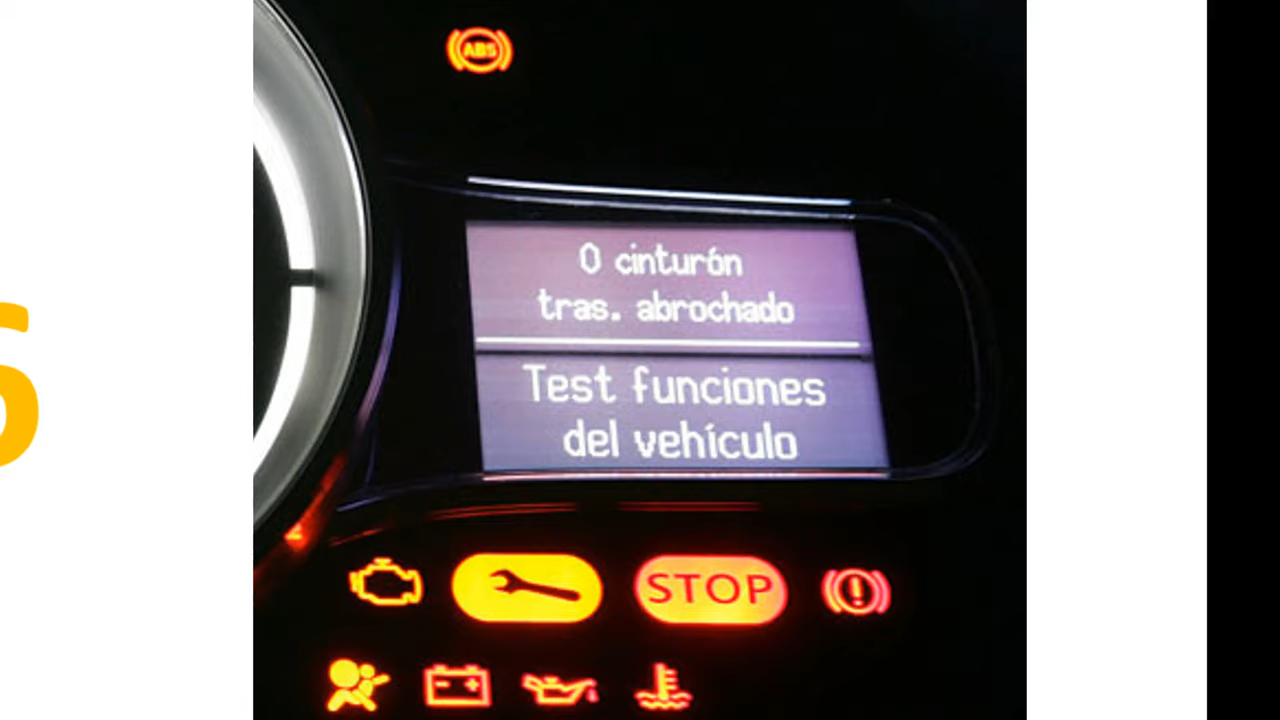 ABS
0 cinturón
tras. abrochado
Test funciones
del vehículo
STOP